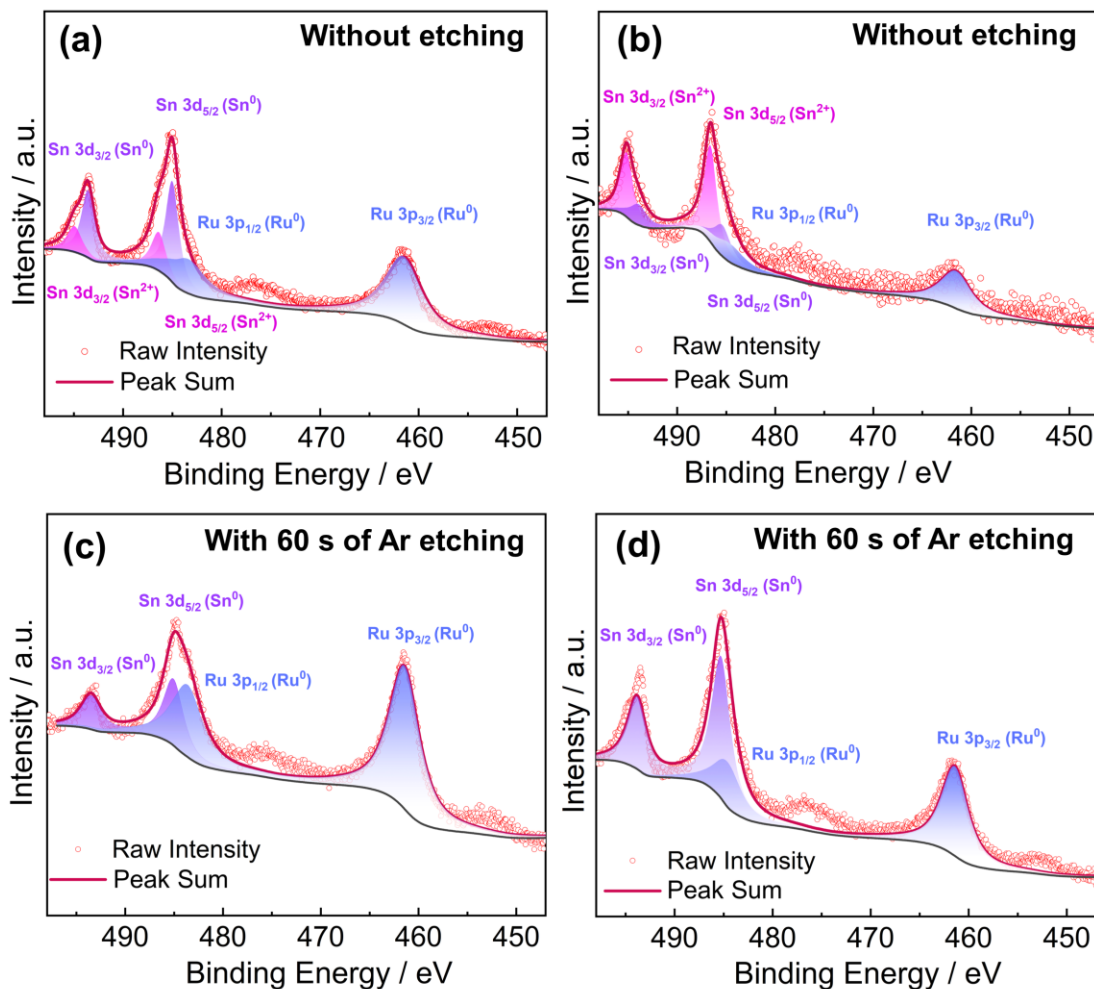 (a) Without etching
Sn 3d5/2 (Sn0)
Sn 3d3/2 (Sn0)
Ru 3p1/2 (Ru0)
Ru 3p3/2 (Ru0)
Sn 3d3/2 (Sn2+)
Sn 3d5/2 (Sn2+)
Raw Intensity
Peak Sum
Intensity / a.u.
490 480 470 460 450
Binding Energy / eV
(b) Without etching
Sn 3d3/2 (Sn2+)
Sn 3d5/2 (Sn2+)
Ru 3p1/2 (Ru0)
Ru 3p3/2 (Ru0)
Sn 3d3/2 (Sn0)
Sn 3d5/2 (Sn0)
Raw Intensity
Peak Sum
Intensity / a.u.
490 480 470 460 450
Binding Energy / eV
(c) With 60 s of Ar etching
Sn 3d5/2 (Sn0)
Ru 3p3/2 (Ru0)
Sn 3d3/2 (Sn0)
Ru 3p1/2 (Ru0)
Raw Intensity
Peak Sum
Intensity / a.u.
490 480 470 460 450
Binding Energy / eV
(d) With 60 s of Ar etching
Sn 3d5/2 (Sn0)
Sn 3d3/2 (Sn0)
Ru 3p1/2 (Ru0)
Ru 3p3/2 (Ru0)
Raw Intensity
Peak Sum
Intensity / a.u.
490 480 470 460 450
Binding Energy / eV